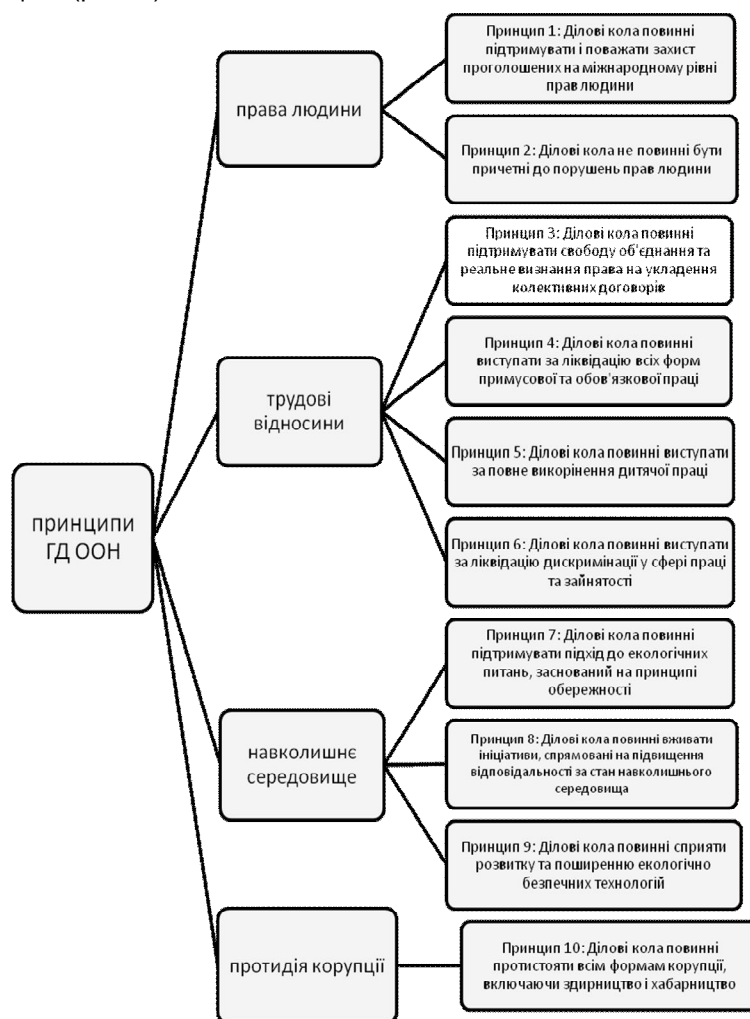 принципи
ГД ООН
права людини
Принцип 1: Ділові кола повинні
підтримувати і поважати захист
проголошених на міжнародному рівні
прав людини
Принцип 2: Ділові кола не повинні бути
причетні до порушень прав людини
трудові
відносини
Принцип 3: Ділові кола повинні
підтримувати свободу об'єднання та
реальне визнання права на укладення
колективних договорів
Принцип 4: Ділові кола повинні
виступати за ліквідацію всіх форм
примусової та обов'язкової праці
Принцип 5: Ділові кола повинні виступати
за повне викорінення дитячої праці
Принцип 6: Ділові кола повинні виступати
за ліквідацію дискримінації у сфері праці
та зайнятості
навколишнє
середовище
Принцип 7: Ділові кола повинні
підтримувати підхід до екологічних
питань, заснований на принципі
обережності
Принцип 8: Ділові кола повинні вживати
ініціативи, спрямовані на підвищення
відповідальності за стан навколишнього
середовища
Принцип 9: Ділові кола повинні сприяти
розвитку та поширенню екологічно
безпечних технологій
протидія корупції
Принцип 10: Ділові кола повинні
протистояти всім формам корупції,
включаючи здирництво і хабарництво